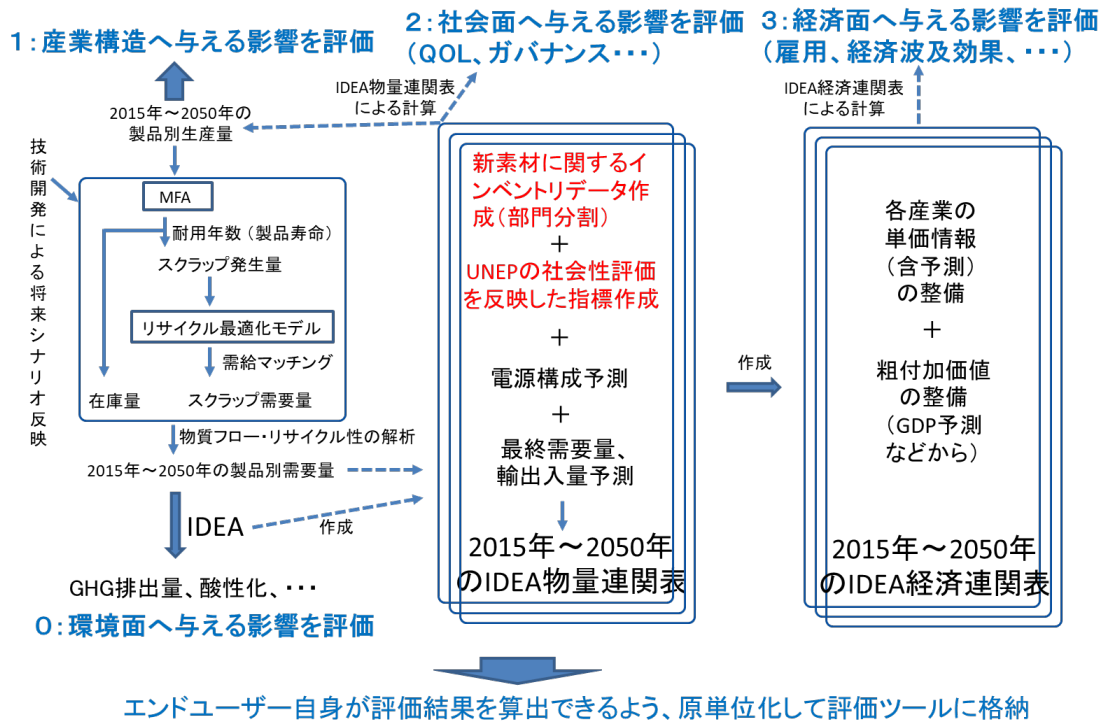 1：産業構造へ与える影響を評価
2：社会面へ与える影響を評価
（QOL、ガバナンス・・・）
3：経済面へ与える影響を評価
（雇用、経済波及効果、・・・）
2015年～2050年の
製品別生産量
IDEA物量連関表
による計算
IDEA経済連関表
による計算
技術開発による将来シナリオ反映
MFA
耐用年数（製品寿命）
スクラップ発生量
リサイクル最適化モデル
需給マッチング
在庫量
スクラップ需要量
物質フロー・リサイクル性の解析
2015年～2050年の製品別需要量
IDEA
作成
GHG排出量、酸性化、・・・
0：環境面へ与える影響を評価
新素材に関するイ
ンベントリデータ作
成（部門分割）
＋
UNEPの社会性評価
を反映した指標作成
＋
電源構成予測
＋
最終需要量、
輸出入量予測
2015年～2050年
のIDEA物量連関表
作成
各産業の
単価情報
（含予測）
の整備
＋
粗付加価値
の整備
（GDP予測
などから）
2015年～2050年
のIDEA経済連関表
エンドユーザー自身が評価結果を算出できるよう、原単位化して評価ツールに格納